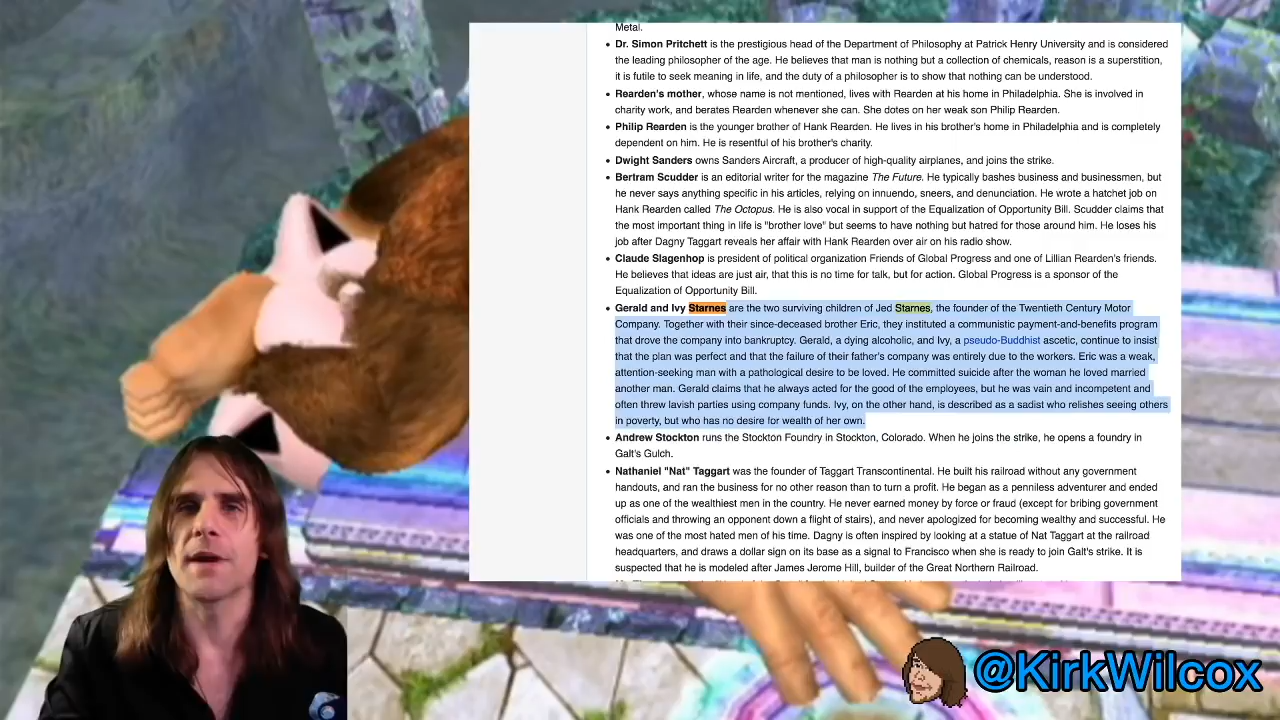 Metal.
• Dr. Simon Pritchett is the prestigious head of the Department of Philosophy at Patrick Henry University and is considered
the leading philosopher of the age. He believes that man is nothing but a collection of chemicals, reason is a superstition,
it is futile to seek meaning in life, and the duty of a philosopher is to show that nothing can be understood.
• Rearden's mother, whose name is not mentioned, lives with Rearden at his home in Philadelphia. She is involved in
charity work, and berates Rearden whenever she can. She dotes on her weak son Philip Rearden.
• Philip Rearden is the younger brother of Hank Rearden. He lives in his brother's home in Philadelphia and is completely
dependent on him. He is resentful of his brother's charity.
• Dwight Sanders owns Sanders Aircraft, a producer of high-quality airplanes, and joins the strike.
• Bertram Scudder is an editorial writer for the magazine The Future. He typically bashes business and businessmen, but
he never says anything specific in his articles, relying on innuendo, sneers, and denunciation. He wrote a hatchet job on
Hank Rearden called The Octopus. He is also vocal in support of the Equalization of Opportunity Bill. Scudder claims that
the most important thing in life is "brother love" but seems to have nothing but hatred for those around him. He loses his
job after Dagny Taggart reveals her affair with Hank Rearden over air on his radio show.
• Claude Slagenhop is president of political organization Friends of Global Progress and one of Lillian Rearden's friends.
He believes that ideas are just air, that this is no time for talk, but for action. Global Progress is a sponsor of the
Equalization of Opportunity Bill.
• Gerald and Ivy Starnes are the two surviving children of Jed Starnes, the founder of the Twentieth Century Motor
Company. Together with their since-deceased brother Eric, they instituted a communistic payment-and-benefits program
that drove the company into bankruptcy. Gerald, a dying alcoholic, and Ivy, a pseudo-Buddhist ascetic, continue to insist
that the plan was perfect and that the failure of their father's company was entirely due to the workers. Eric was a weak,
attention-seeking man with a pathological desire to be loved. He committed suicide after the woman he loved married
another man. Gerald claims that he always acted for the good of the employees, but he was vain and incompetent and
often threw lavish parties using company funds. Ivy, on the other hand, is described as a sadist who relishes seeing others
in poverty, but who has no desire for wealth of her own.
• Andrew Stockton runs the Stockton Foundry in Stockton, Colorado. When he joins the strike, he opens a foundry in
Galt's Gulch.
• Nathaniel "Nat" Taggart was the founder of Taggart Transcontinental. He built his railroad without any government
handouts, and ran the business for no other reason than to turn a profit. He began as a penniless adventurer and ended
up as one of the wealthiest men in the country. He never earned money by force or fraud (except for bribing government
officials and throwing an opponent down a flight of stairs), and never apologized for becoming wealthy and successful. He
was one of the most hated men of his time. Dagny is often inspired by looking at a statue of Nat Taggart at the railroad
headquarters, and draws a dollar sign on its base as a signal to Francisco when she is ready to join Galt's strike. It is
suspected that he is modeled after James Jerome Hill, builder of the Great Northern Railroad.
@KirkWilcox